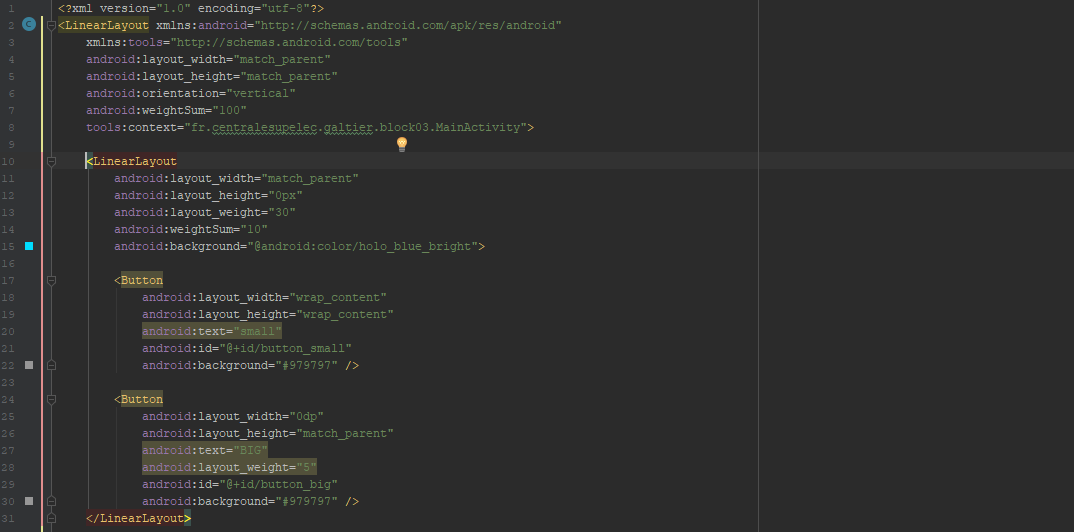 1 <?xml version="1.0" encoding="utf-8"?>
2 <LinearLayout xmlns:android="http://schemas.android.com/apk/res/android"
3 xmlns:tools="http://schemas.android.com/tools"
4 android:layout_width="match_parent"
5 android:layout_height="match_parent"
6 android:orientation="vertical"
7 android:weightSum="100"
8 tools:context="fr.centralesupelec.galtier.block03.MainActivity">
9
10 <LinearLayout
11 android:layout_width="match_parent"
12 android:layout_height="0px"
13 android:layout_weight="30"
14 android:weightSum="10"
15 android:background="@android:color/holo_blue_bright">
16
17 <Button
18 android:layout_width="wrap_content"
19 android:layout_height="wrap_content"
20 android:text="small"
21 android:id="@+id/button_small"
22 android:background="#979797" />
23
24 <Button
25 android:layout_width="0dp"
26 android:layout_height="match_parent"
27 android:text="BIG"
28 android:layout_weight="5"
29 android:id="@+id/button_big"
30 android:background="#979797" />
31 </LinearLayout>